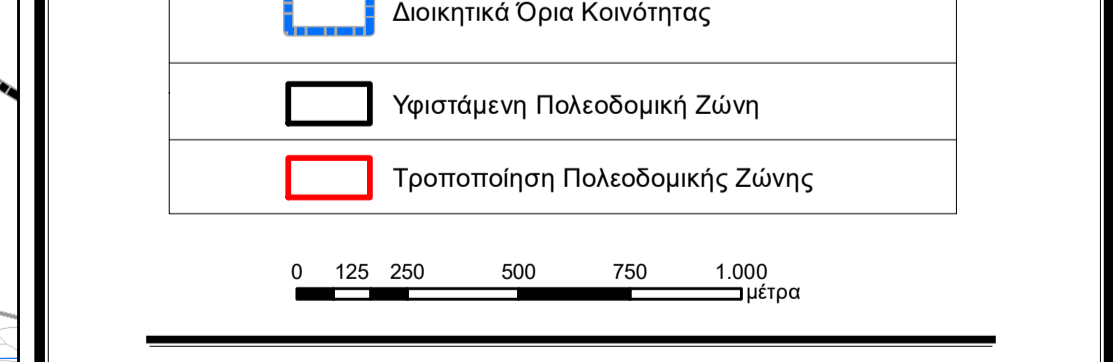 Διοικητικά Όρια Κοινότητας
Υφιστάμενη Πολεοδομική Ζώνη
Τροποποίηση Πολεοδομικής Ζώνης
0 125 250 500 750 1.000
μέτρα